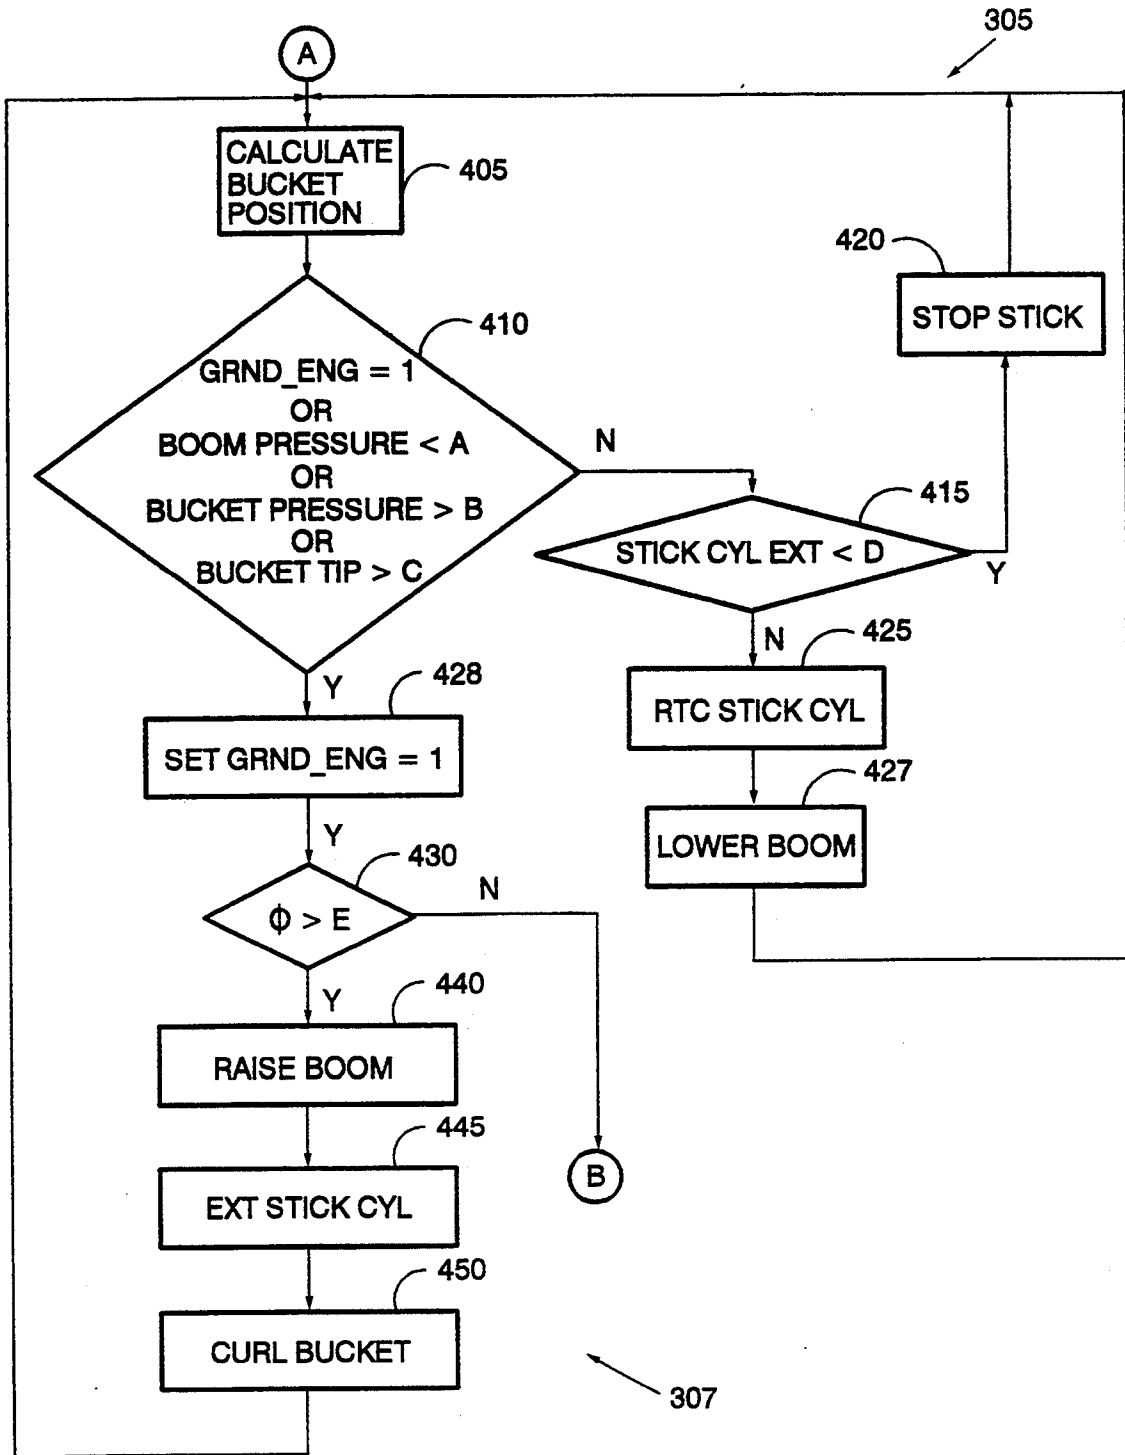 305
A
CALCULATE
BUCKET
POSITION
405
420
STOP STICK
410
GRND_ENG = 1
OR
BOOM PRESSURE < A
OR
BUCKET PRESSURE > B
OR
BUCKET TIP > C
N
415
STICK CYL EXT < D
Y
N
425
RTC STICK CYL
427
LOWER BOOM
Y
428
SET GRND_ENG = 1
Y
430
Φ > E
N
Y
440
RAISE BOOM
445
EXT STICK CYL
B
450
CURL BUCKET
307